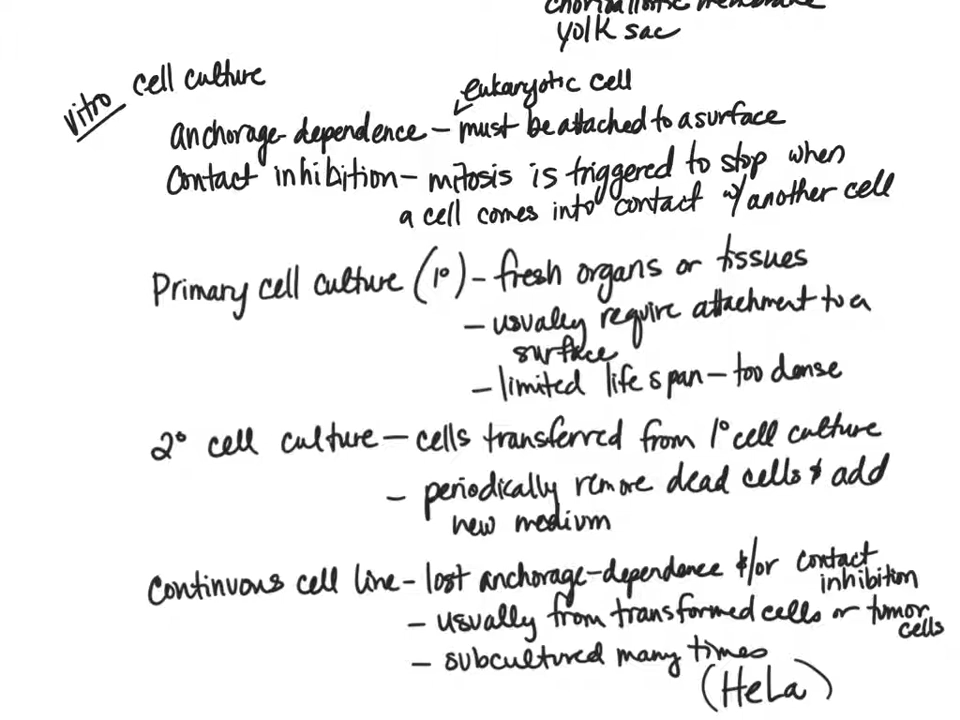 yolk sac
Vitro cell culture
eukaryotic cell
anchorage-dependence - must be attached to a surface
Contact inhibition - mitosis is triggered to stop when
a cell comes into contact w/ another cell
Primary cell culture (1°) - fresh organs or tissues
- usually require attachment to a
surface
- limited life span - too dense
2° cell culture - cells transferred from 1° cell culture
- periodically remove dead cells & add
new medium
Continuous cell line - lost anchorage-dependence &/or contact
inhibition
- usually from transformed cells or tumor
cells
- subcultured many times
(HeLa)